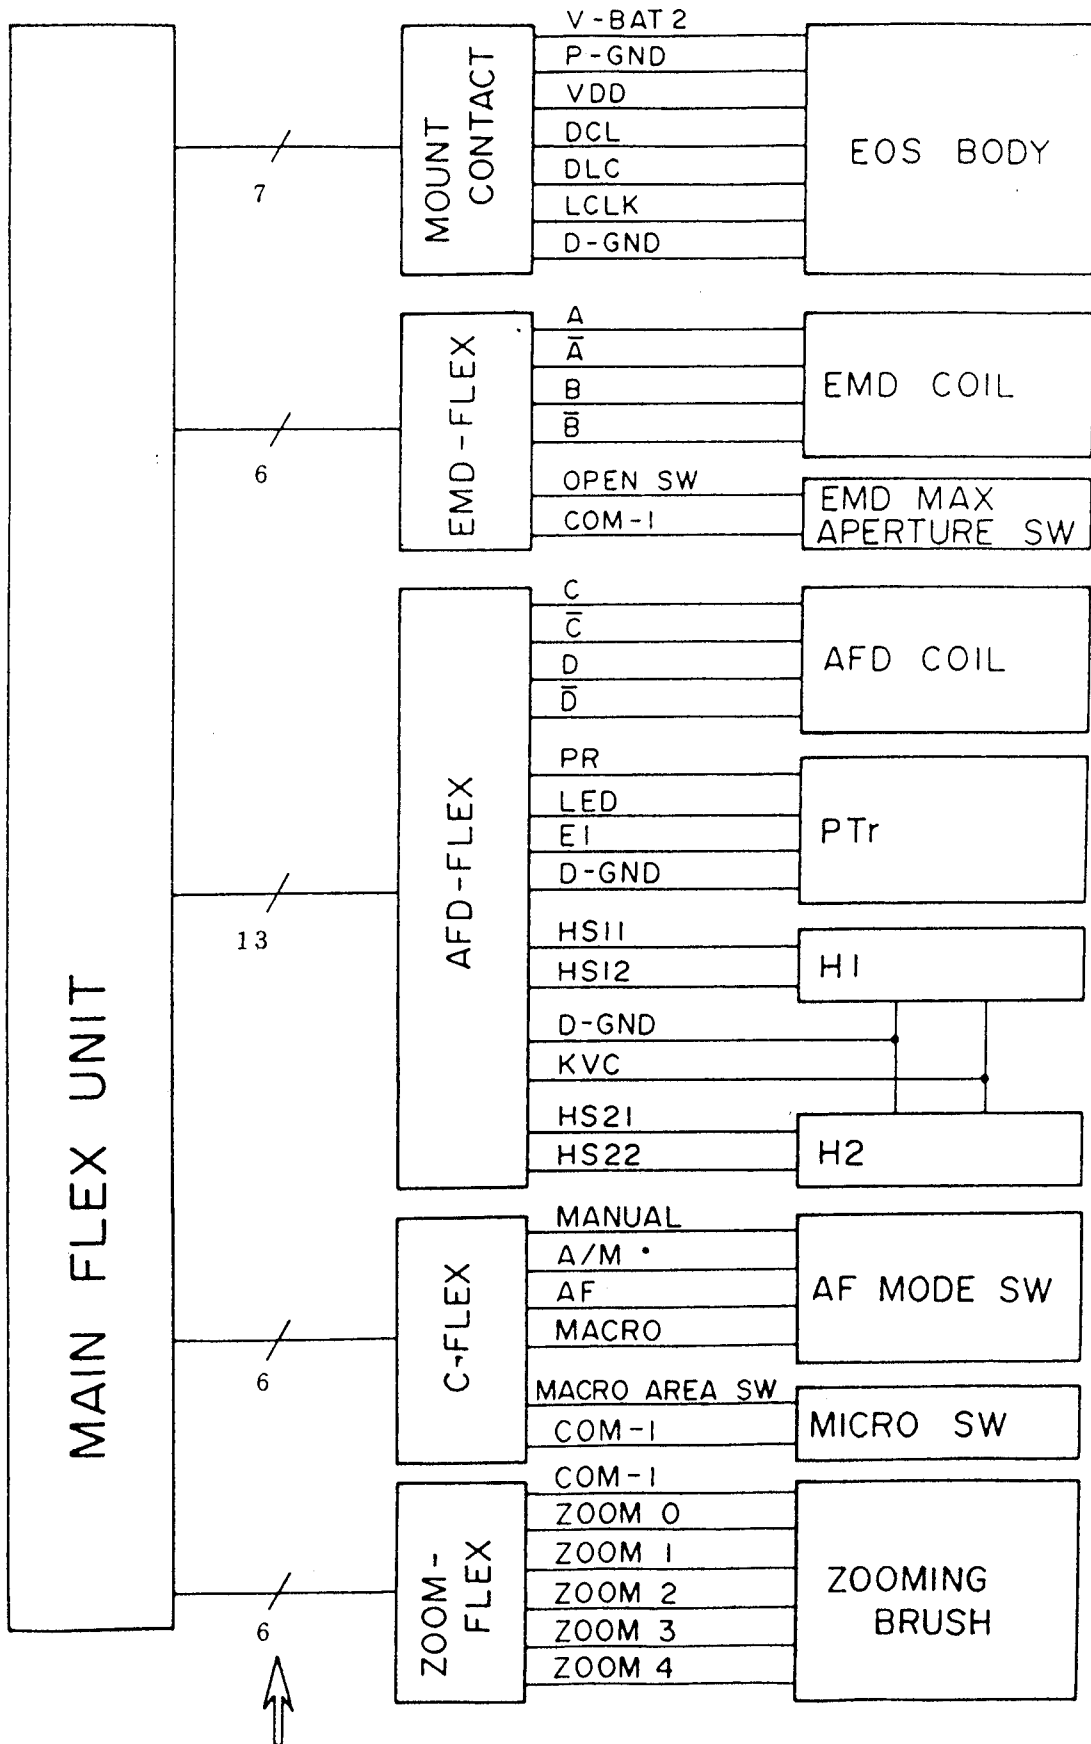 MAIN FLEX UNIT
7
MOUNT
CONTACT
V-BAT2
P-GND
VDD
DCL
DLC
LCLK
D-GND
EOS BODY
6
EMD-FLEX
A
A̅
B
B̅
EMD COIL
OPEN SW
COM-1
EMD MAX
APERTURE SW
13
AFD-FLEX
C
C̅
D
D̅
AFD COIL
PR
LED
E1
D-GND
PTr
HS11
HS12
H1
D-GND
KVC
HS21
HS22
H2
6
C-FLEX
MANUAL
A/M
AF
MACRO
AF MODE SW
MACRO AREA SW
COM-1
MICRO SW
6
ZOOM-
FLEX
COM-1
ZOOM 0
ZOOM 1
ZOOM 2
ZOOM 3
ZOOM 4
ZOOMING
BRUSH